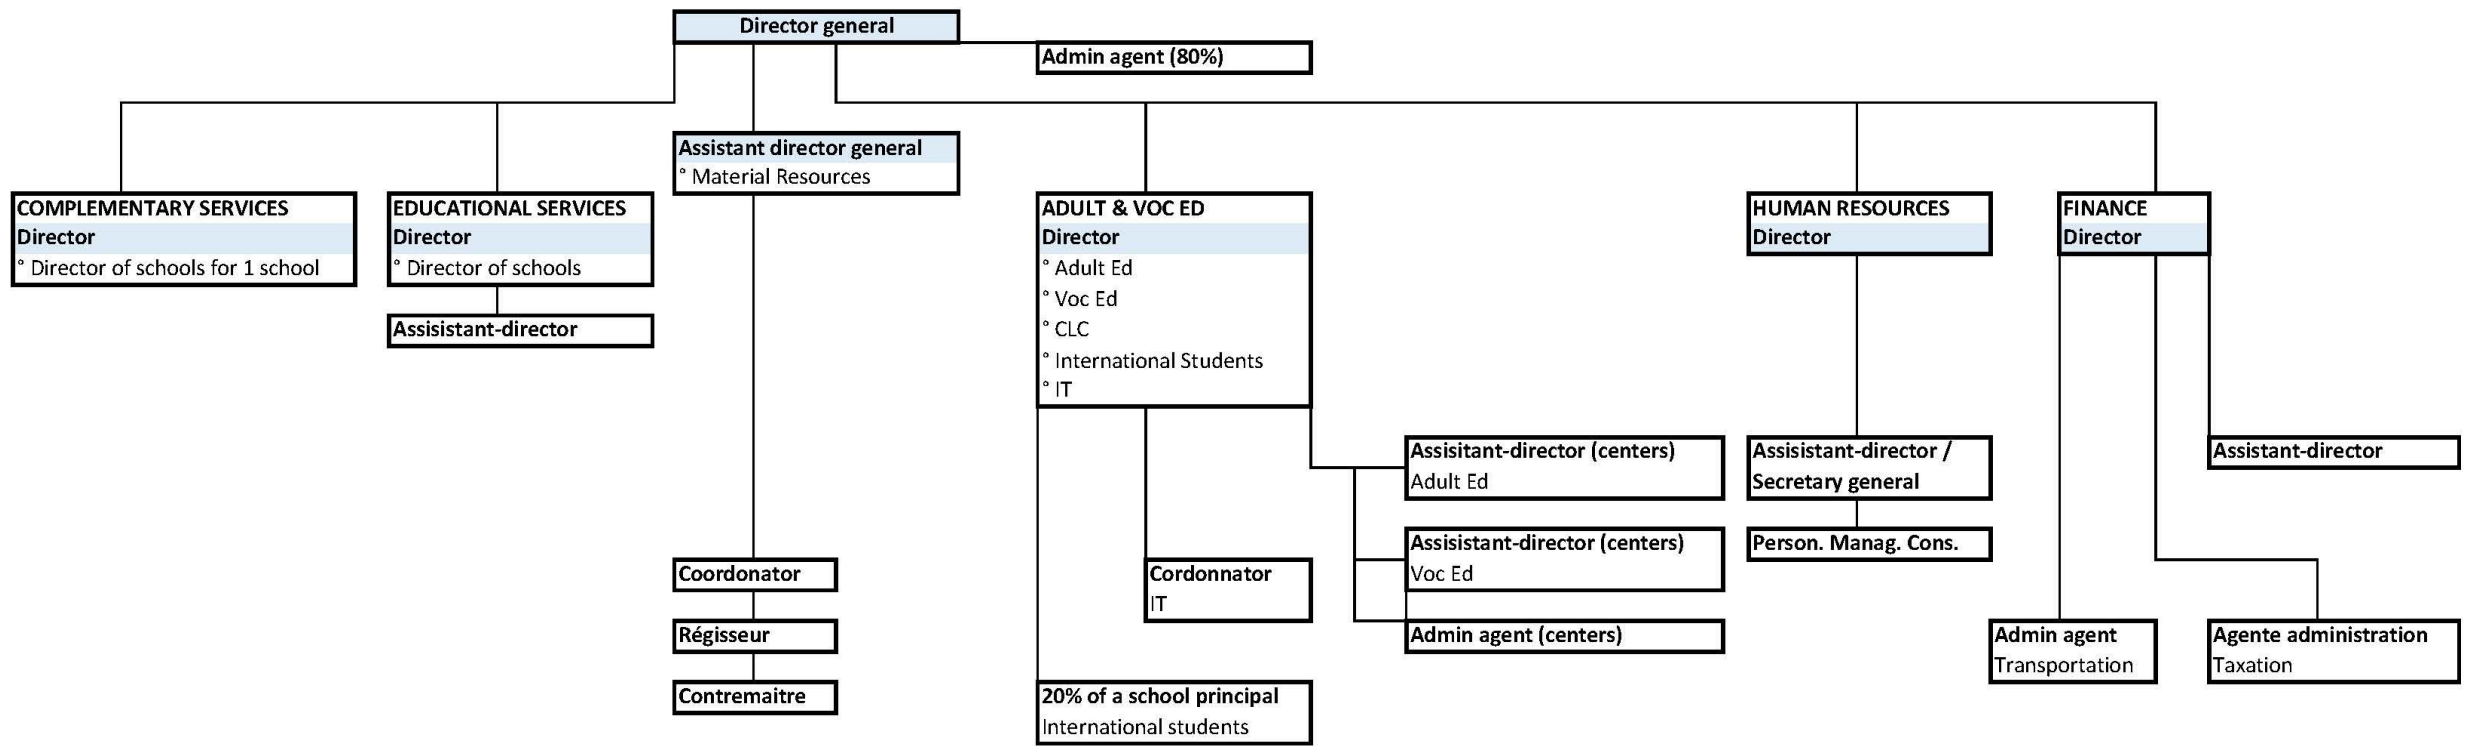 Director general
Admin agent (80%)
Assistant director general
° Material Resources
COMPLEMENTARY SERVICES
Director
° Director of schools for 1 school
EDUCATIONAL SERVICES
Director
° Director of schools
Assisistant-director
ADULT & VOC ED
Director
° Adult Ed
° Voc Ed
° CLC
° International Students
° IT
HUMAN RESOURCES
Director
FINANCE
Director
Assisitant-director (centers)
Adult Ed
Assisistant-director /
Secretary general
Assistant-director
Assisistant-director (centers)
Voc Ed
Person. Manag. Cons.
Coordonator
Cordonnator
IT
Régisseur
Admin agent (centers)
Admin agent
Transportation
Agente administration
Taxation
Contremaitre
20% of a school principal
International students